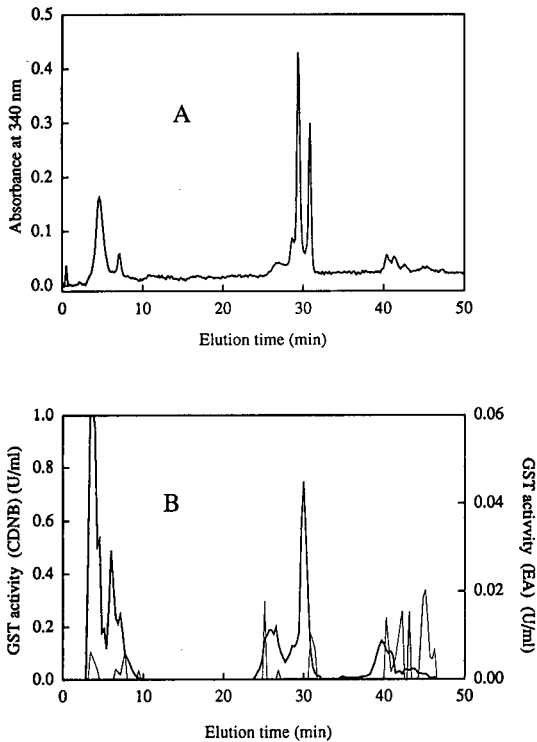 0.5
0.4
0.3
0.2
0.1
0.0
Absorbance at 340 nm
A
0 10 20 30 40 50
Elution time (min)
1.0
0.8
0.6
0.4
0.2
0.0
GST activity (CDNB) (U/ml)
B
0.06
0.04
0.02
0.00
GST activvity (EA) (U/ml)
0 10 20 30 40 50
Elution time (min)